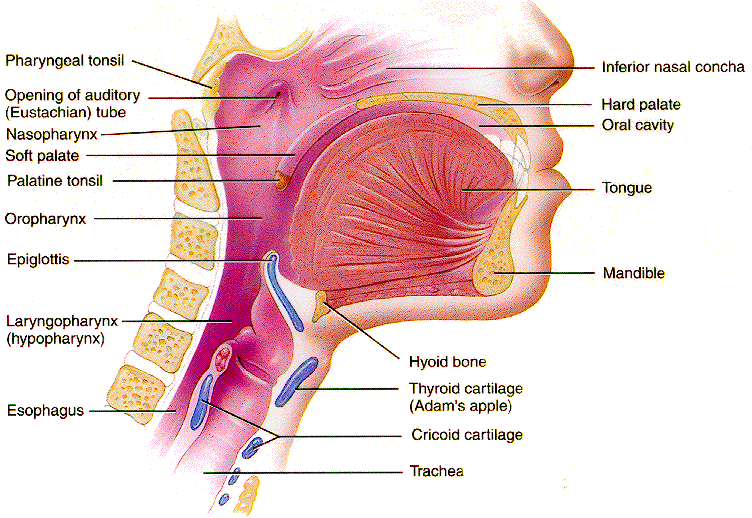 Pharyngeal tonsil
Opening of auditory
(Eustachian) tube
Nasopharynx
Soft palate
Palatine tonsil
Oropharynx
Epiglottis
Laryngopharynx
(hypopharynx)
Esophagus
Inferior nasal concha
Hard palate
Oral cavity
Tongue
Mandible
Hyoid bone
Thyroid cartilage
(Adam's apple)
Cricoid cartilage
Trachea